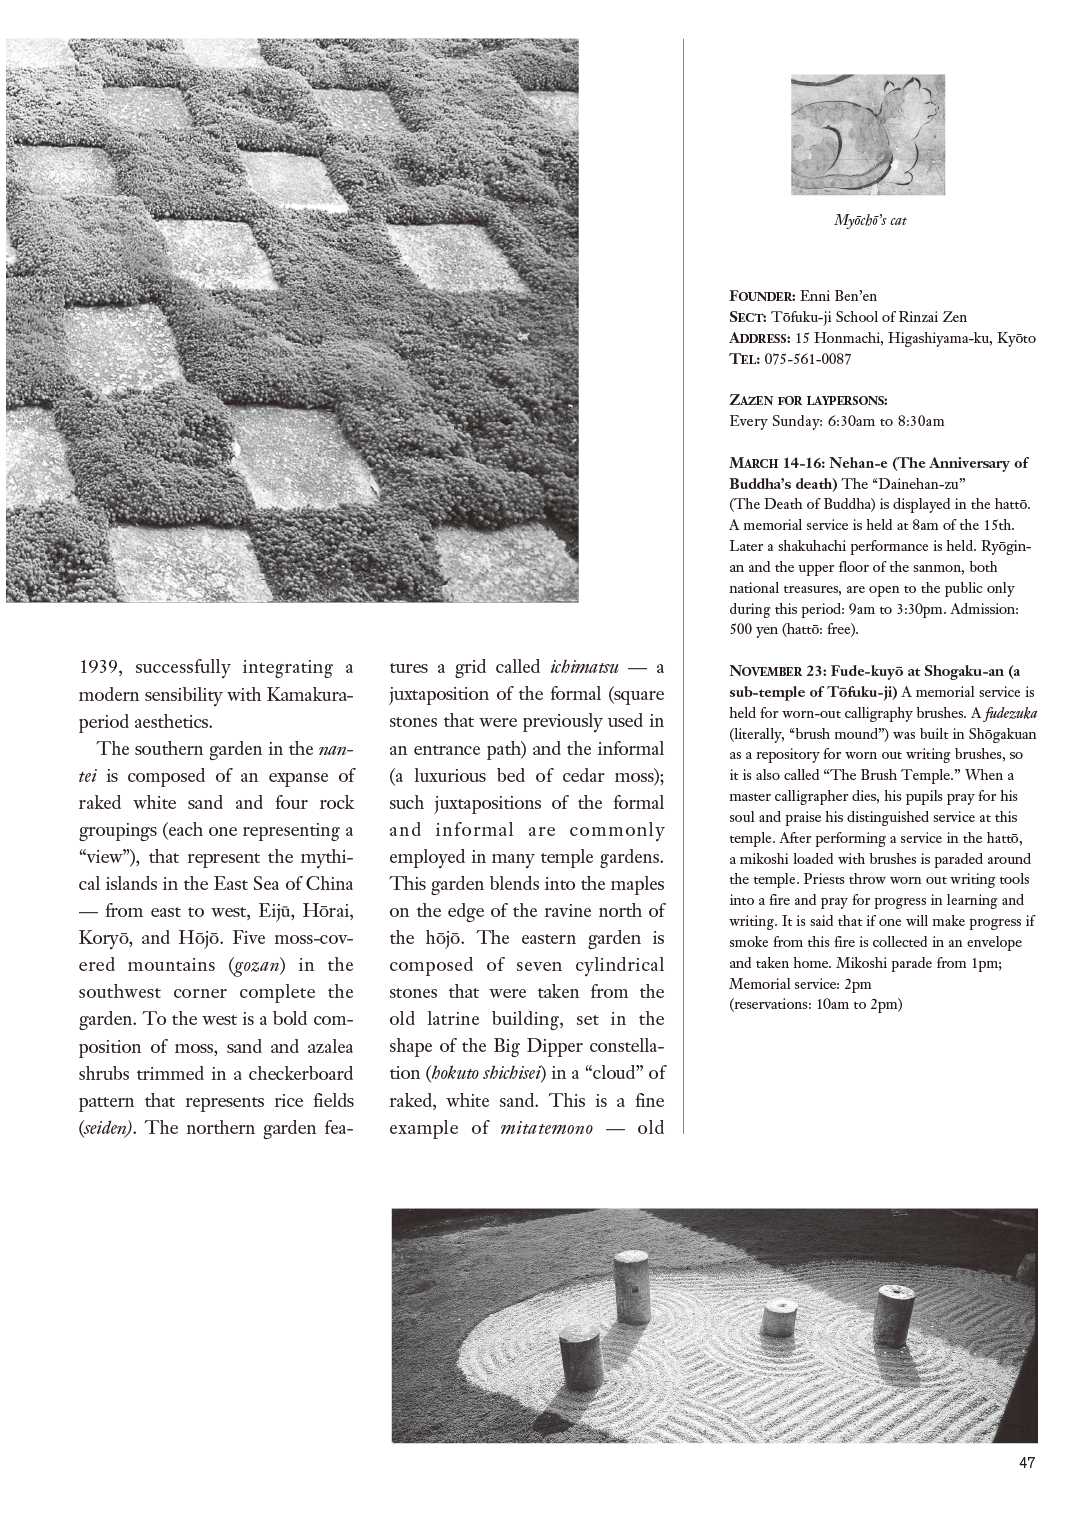 1939, successfully integrating a
modern sensibility with Kamakura-
period aesthetics.
The southern garden in the nan-
tei is composed of an expanse of
raked white sand and four rock
groupings (each one representing a
“view”), that represent the mythi-
cal islands in the East Sea of China
— from east to west, Eijū, Hōrai,
Koryō, and Hōjō. Five moss-cov-
ered mountains (gozan) in the
southwest corner complete the
garden. To the west is a bold com-
position of moss, sand and azalea
shrubs trimmed in a checkerboard
pattern that represents rice fields
(seiden). The northern garden fea-
tures a grid called ichimatsu — a
juxtaposition of the formal (square
stones that were previously used in
an entrance path) and the informal
(a luxurious bed of cedar moss);
such juxtapositions of the formal
and informal are commonly
employed in many temple gardens.
This garden blends into the maples
on the edge of the ravine north of
the hōjō. The eastern garden is
composed of seven cylindrical
stones that were taken from the
old latrine building, set in the
shape of the Big Dipper constella-
tion (hokuto shichisei) in a “cloud” of
raked, white sand. This is a fine
example of mitatemono — old
Myōchō’s cat
FOUNDER: Enni Ben’en
SECT: Tōfuku-ji School of Rinzai Zen
ADDRESS: 15 Honmachi, Higashiyama-ku, Kyōto
TEL: 075-561-0087
ZAZEN FOR LAYPERSONS:
Every Sunday: 6:30am to 8:30am
MARCH 14-16: Nehan-e (The Anniversary of
Buddha’s death) The “Dainehan-zu”
(The Death of Buddha) is displayed in the hattō.
A memorial service is held at 8am of the 15th.
Later a shakuhachi performance is held. Ryōgin-
an and the upper floor of the sanmon, both
national treasures, are open to the public only
during this period: 9am to 3:30pm. Admission:
500 yen (hattō: free).
NOVEMBER 23: Fude-kuyō at Shogaku-an (a
sub-temple of Tōfuku-ji) A memorial service is
held for worn-out calligraphy brushes. A fudezuka
(literally, “brush mound”) was built in Shōgakuan
as a repository for worn out writing brushes, so
it is also called “The Brush Temple.” When a
master calligrapher dies, his pupils pray for his
soul and praise his distinguished service at this
temple. After performing a service in the hattō,
a mikoshi loaded with brushes is paraded around
the temple. Priests throw worn out writing tools
into a fire and pray for progress in learning and
writing. It is said that if one will make progress if
smoke from this fire is collected in an envelope
and taken home. Mikoshi parade from 1pm;
Memorial service: 2pm
(reservations: 10am to 2pm)
47